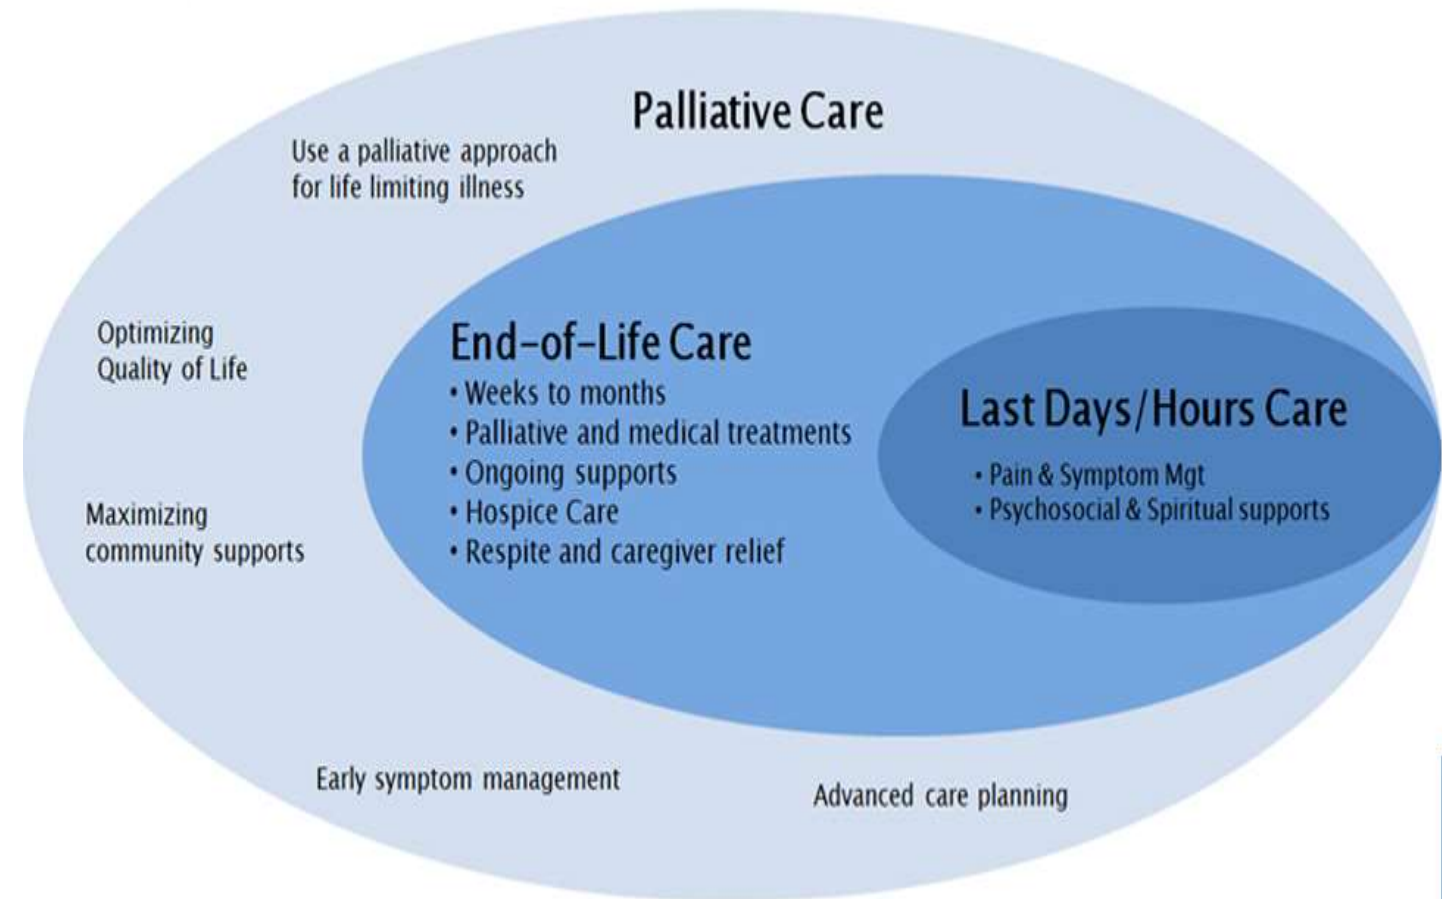 Palliative Care
Use a palliative approach
for life limiting illness
Optimizing
Quality of Life
Maximizing
community supports
End-of-Life Care
• Weeks to months
• Palliative and medical treatments
• Ongoing supports
• Hospice Care
• Respite and caregiver relief
Last Days/Hours Care
• Pain & Symptom Mgt
• Psychosocial & Spiritual supports
Early symptom management
Advanced care planning